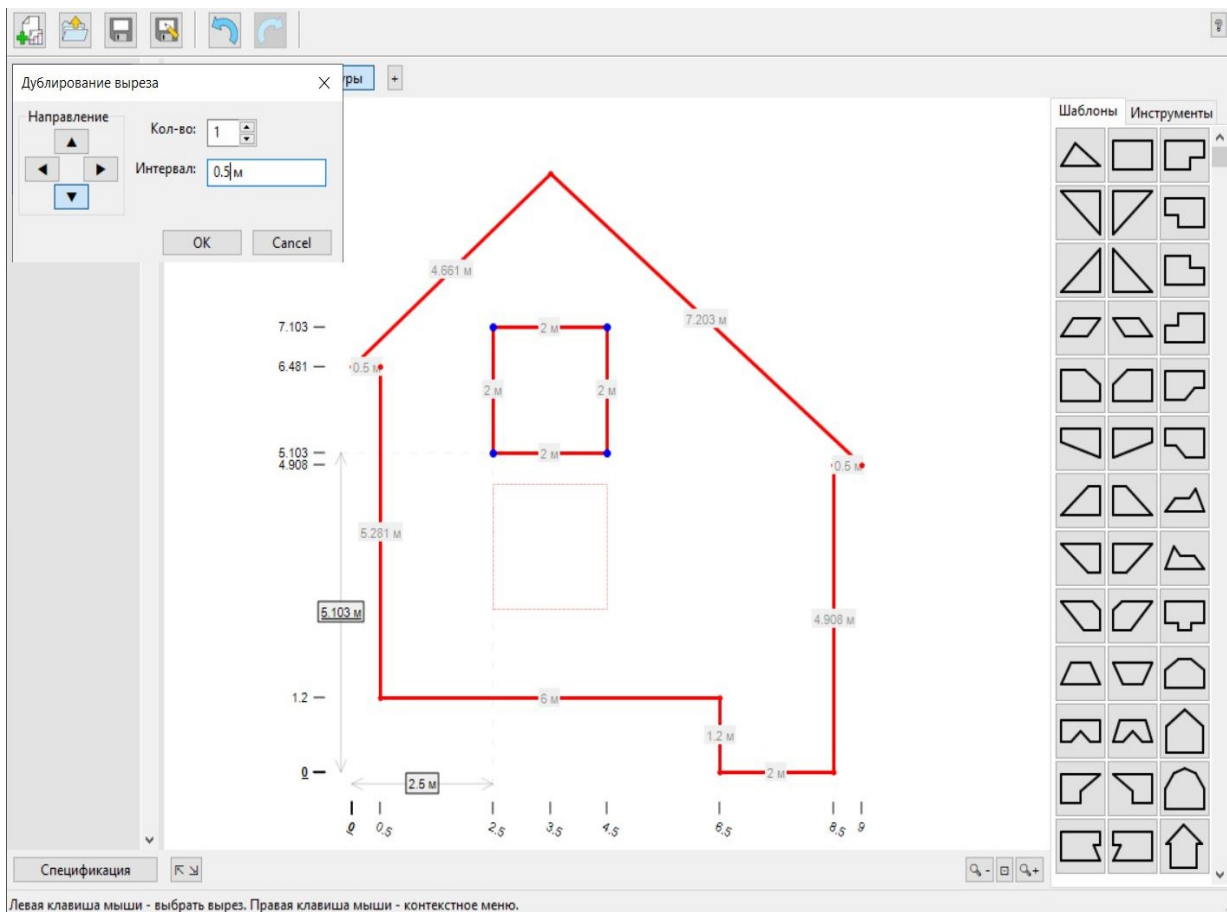 ?
Дублирование выреза
Направление
Кол-во: 1
Интервал: 0.5 м
OK Cancel
ры +
Шаблоны Инструменты
4.661 м
7.203 м
7.103
2 м
6.481
0.5 м
2 м 2 м
5.103
2 м
4.908
0.5 м
5.281 м
5.103 м
4.908 м
1.2
6 м
1.2 м
0
2 м
2.5 м
0 0.5 2.5 3.5 4.5 6.5 8.5 9
Спецификация
- +
Левая клавиша мыши - выбрать вырез. Правая клавиша мыши - контекстное меню.